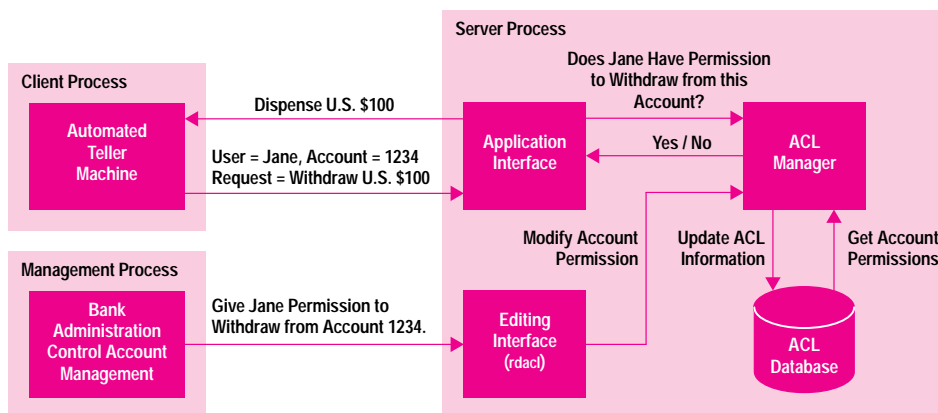 Server Process
Does Jane Have Permission
to Withdraw from this
Account?
Client Process
Automated
Teller
Machine
Dispense U.S. $100
User = Jane, Account = 1234
Request = Withdraw U.S. $100
Application
Interface
Yes / No
ACL
Manager
Modify Account
Permission
Update ACL
Information
Get Account
Permissions
Management Process
Bank
Administration
Control Account
Management
Give Jane Permission to
Withdraw from Account 1234.
Editing
Interface
(rdacl)
ACL
Database